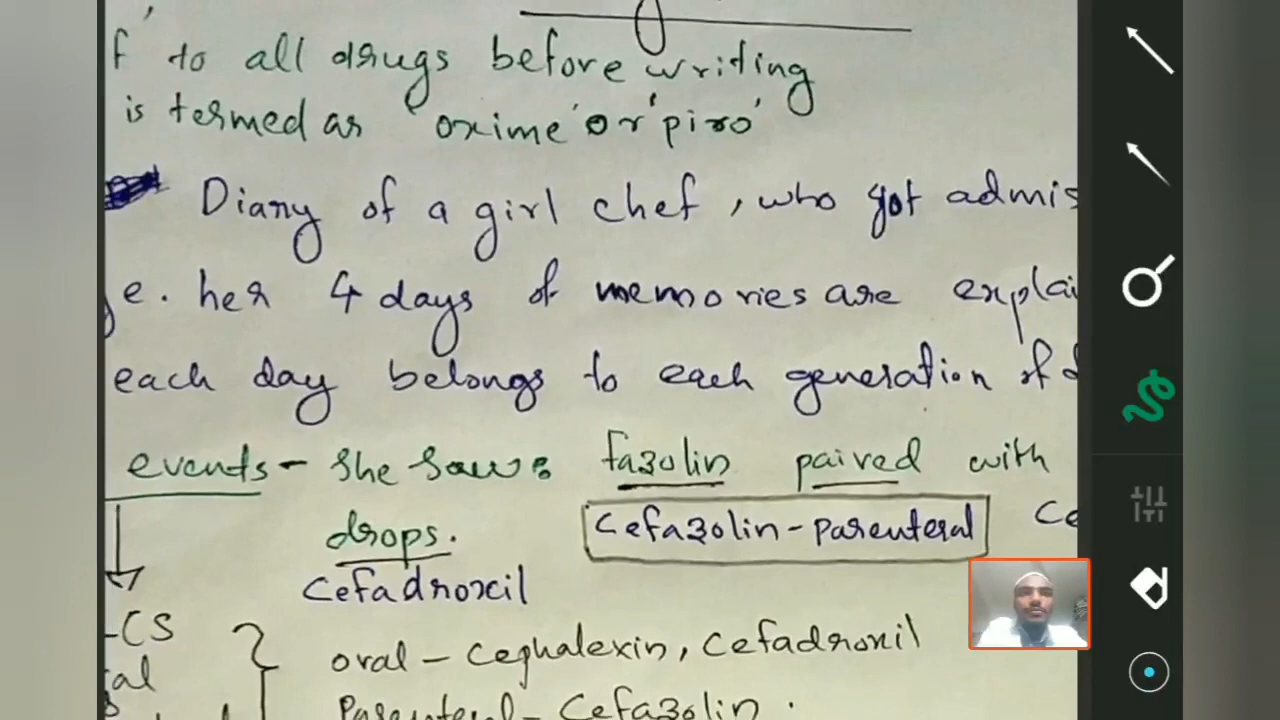 f' to all drugs before writing
is termed as 'oxime' or 'piro'
Diary of a girl chef, who got admis
e. her 4 days of memories are explai
each day belongs to each generation of d
events - she saw: fazolin paired with
drops. Cefazolin - parenteral Ce
Cefadroxil
-CS
oral - Cephalexin, Cefadroxil
al
Parenteral - Cefazolin.